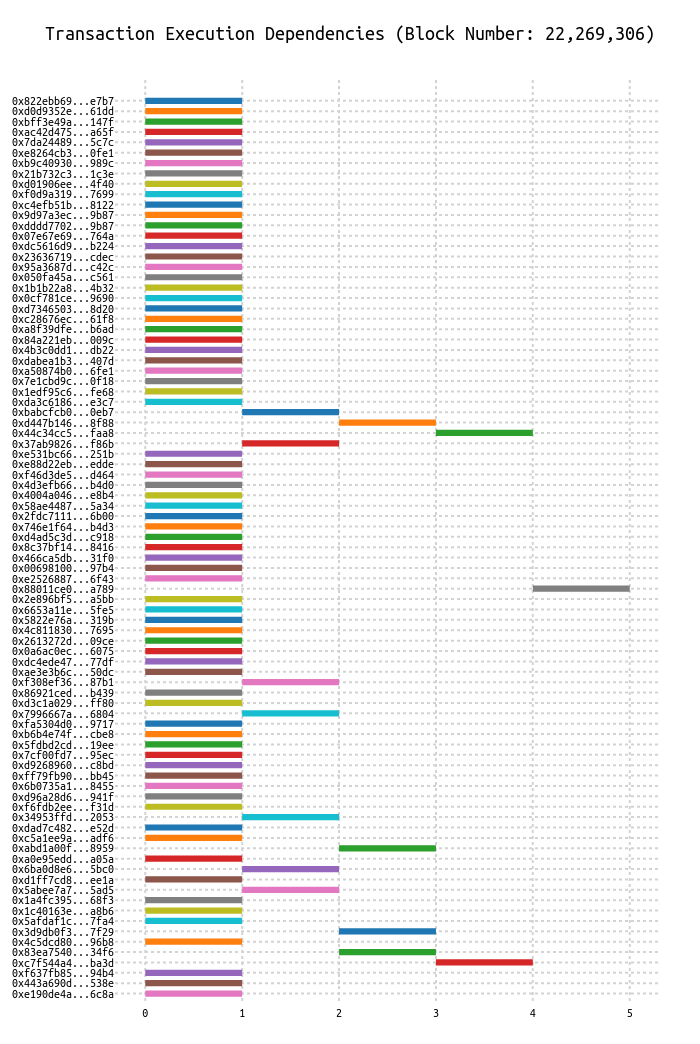 Transaction Execution Dependencies (Block Number: 22,269,306)
0x822ebb69...e7b7
0xd0d9352e...61dd
0xbff3e49a...147f
0xac42d475...a65f
0x7da24489...5c7c
0xe8264cb3...0fe1
0xb9c40930...989c
0x21b732c3...1c3e
0xd01906ee...4f40
0xf0d9a319...7699
0xc4efb51b...8122
0x9d97a3ec...9b87
0xdddd7702...9b87
0x07e67e69...764a
0xdc5616d9...b224
0x23636719...cdec
0x95a3687d...c42c
0x050fa45a...c561
0x1b1b22a8...4b32
0x0cf781ce...9690
0xd7346503...8d20
0xc28676ec...61f8
0xa8f39dfe...b6ad
0x84a221eb...009c
0x4b3c0dd1...db22
0xdabea1b3...407d
0xa50874b0...6fe1
0x7e1cbd9c...0f18
0x1edf95c6...fe68
0xda3c6186...e3c7
0xbabcfcb0...0eb7
0xd447b146...8f88
0x44c34cc5...faa8
0x37ab9826...f86b
0xe531bc66...251b
0xe88d22eb...edde
0xf46d3de5...d464
0x4d3efb66...b4d0
0x4004a046...e8b4
0x58ae4487...5a34
0x2fdc7111...6b00
0x746e1f64...b4d3
0xd4ad5c3d...c918
0x8c37bf14...8416
0x466ca5db...31f0
0x00698100...97b4
0xe2526887...6f43
0x88011ce0...a789
0x2e896bf5...a5bb
0x6653a11e...5fe5
0x5822e76a...319b
0x4c811830...7695
0x2613272d...09ce
0x0a6ac0ec...6075
0xdc4ede47...77df
0xae3e3b6c...50dc
0xf308ef36...87b1
0x86921ced...b439
0xd3c1a029...ff80
0x7996667a...6804
0xfa5304d0...9717
0xb6b4e74f...cbe8
0x5fdbd2cd...19ee
0x7cf00fd7...95ec
0xd9268960...c8bd
0xff79fb90...bb45
0x6b0735a1...8455
0xd96a28d6...941f
0xf6fdb2ee...f31d
0x34953ffd...2053
0xdad7c482...e52d
0xc5a1ee9a...adf6
0xabd1a00f...8959
0xa0e95edd...a05a
0x6ba0d8e6...5bc0
0xd1ff7cd8...ee1a
0x5abee7a7...5ad5
0x1a4fc395...68f3
0x1c40163e...a8b6
0x5afdaf1c...7fa4
0x3d9db0f3...7f29
0x4c5dcd80...96b8
0x83ea7540...34f6
0xc7f544a4...ba3d
0xf637fb85...94b4
0x443a690d...538e
0xe190de4a...6c8a
0 1 2 3 4 5